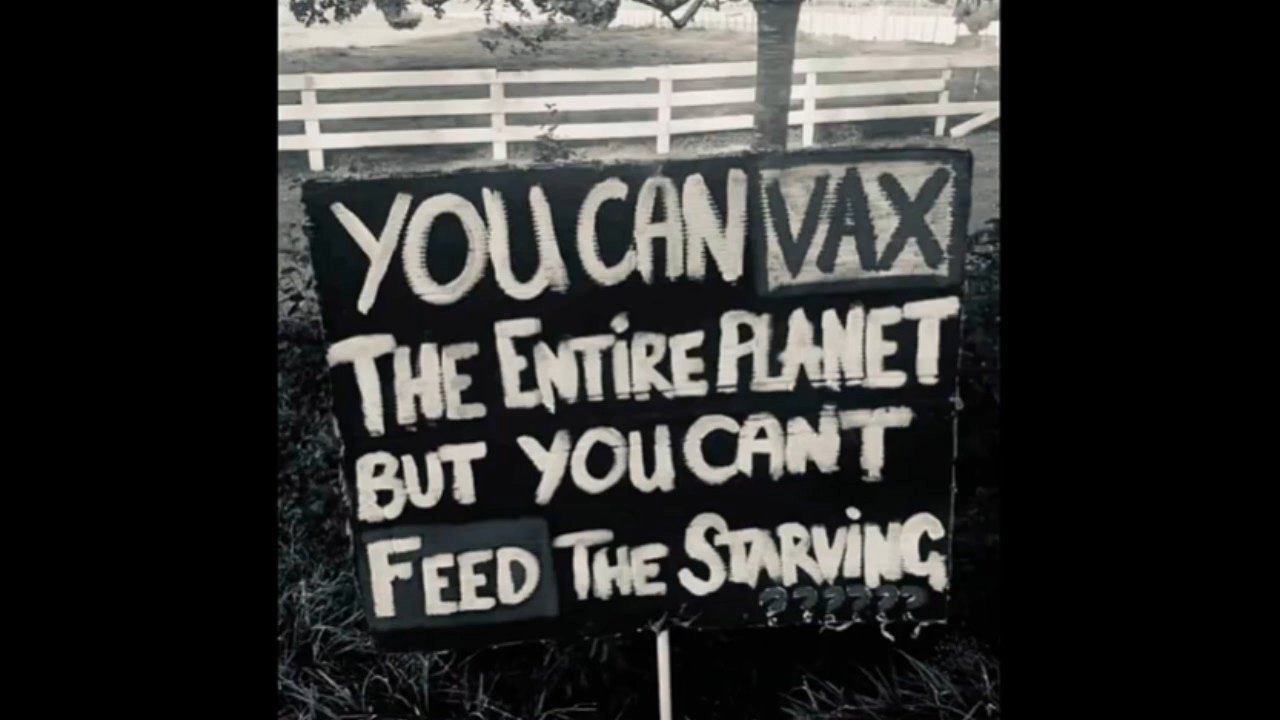 YOU CAN VAX
THE ENTIRE PLANET
BUT YOU CANT
FEED THE STARVING
??????